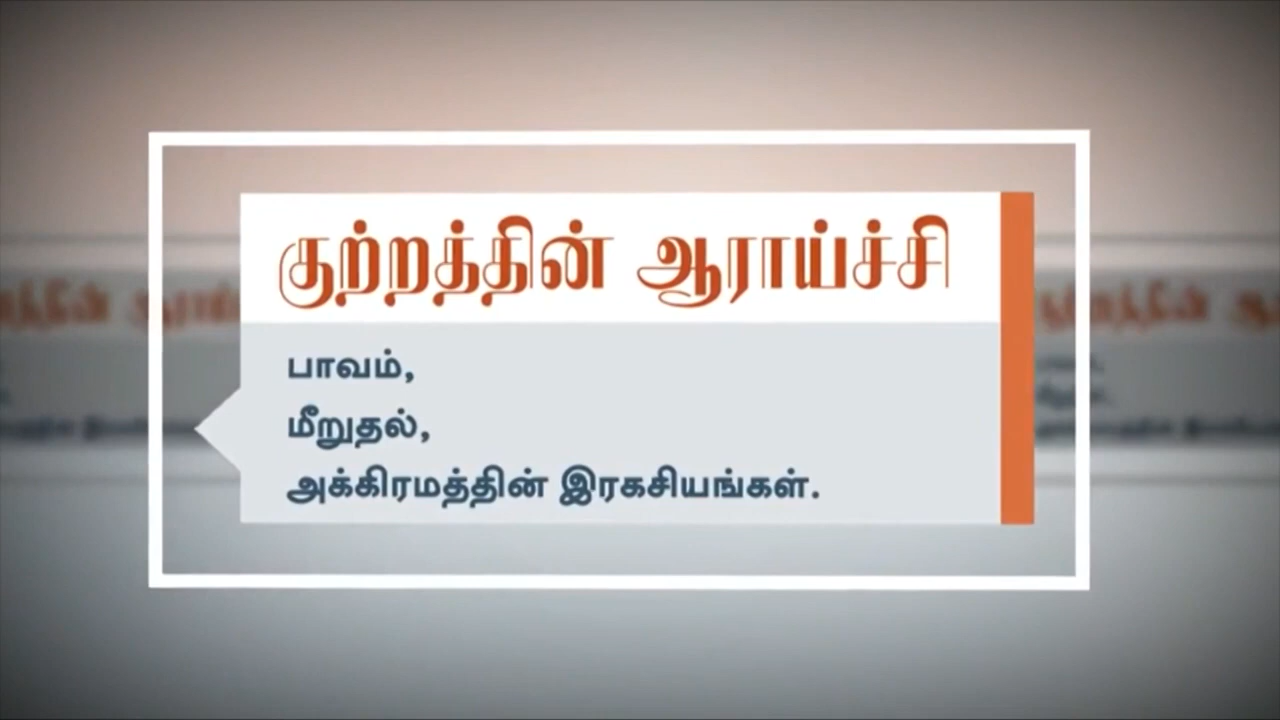 குற்றத்தின் ஆராய்ச்சி
பாவம்,
மீறுதல்,
அக்கிரமத்தின் இரகசியங்கள்.